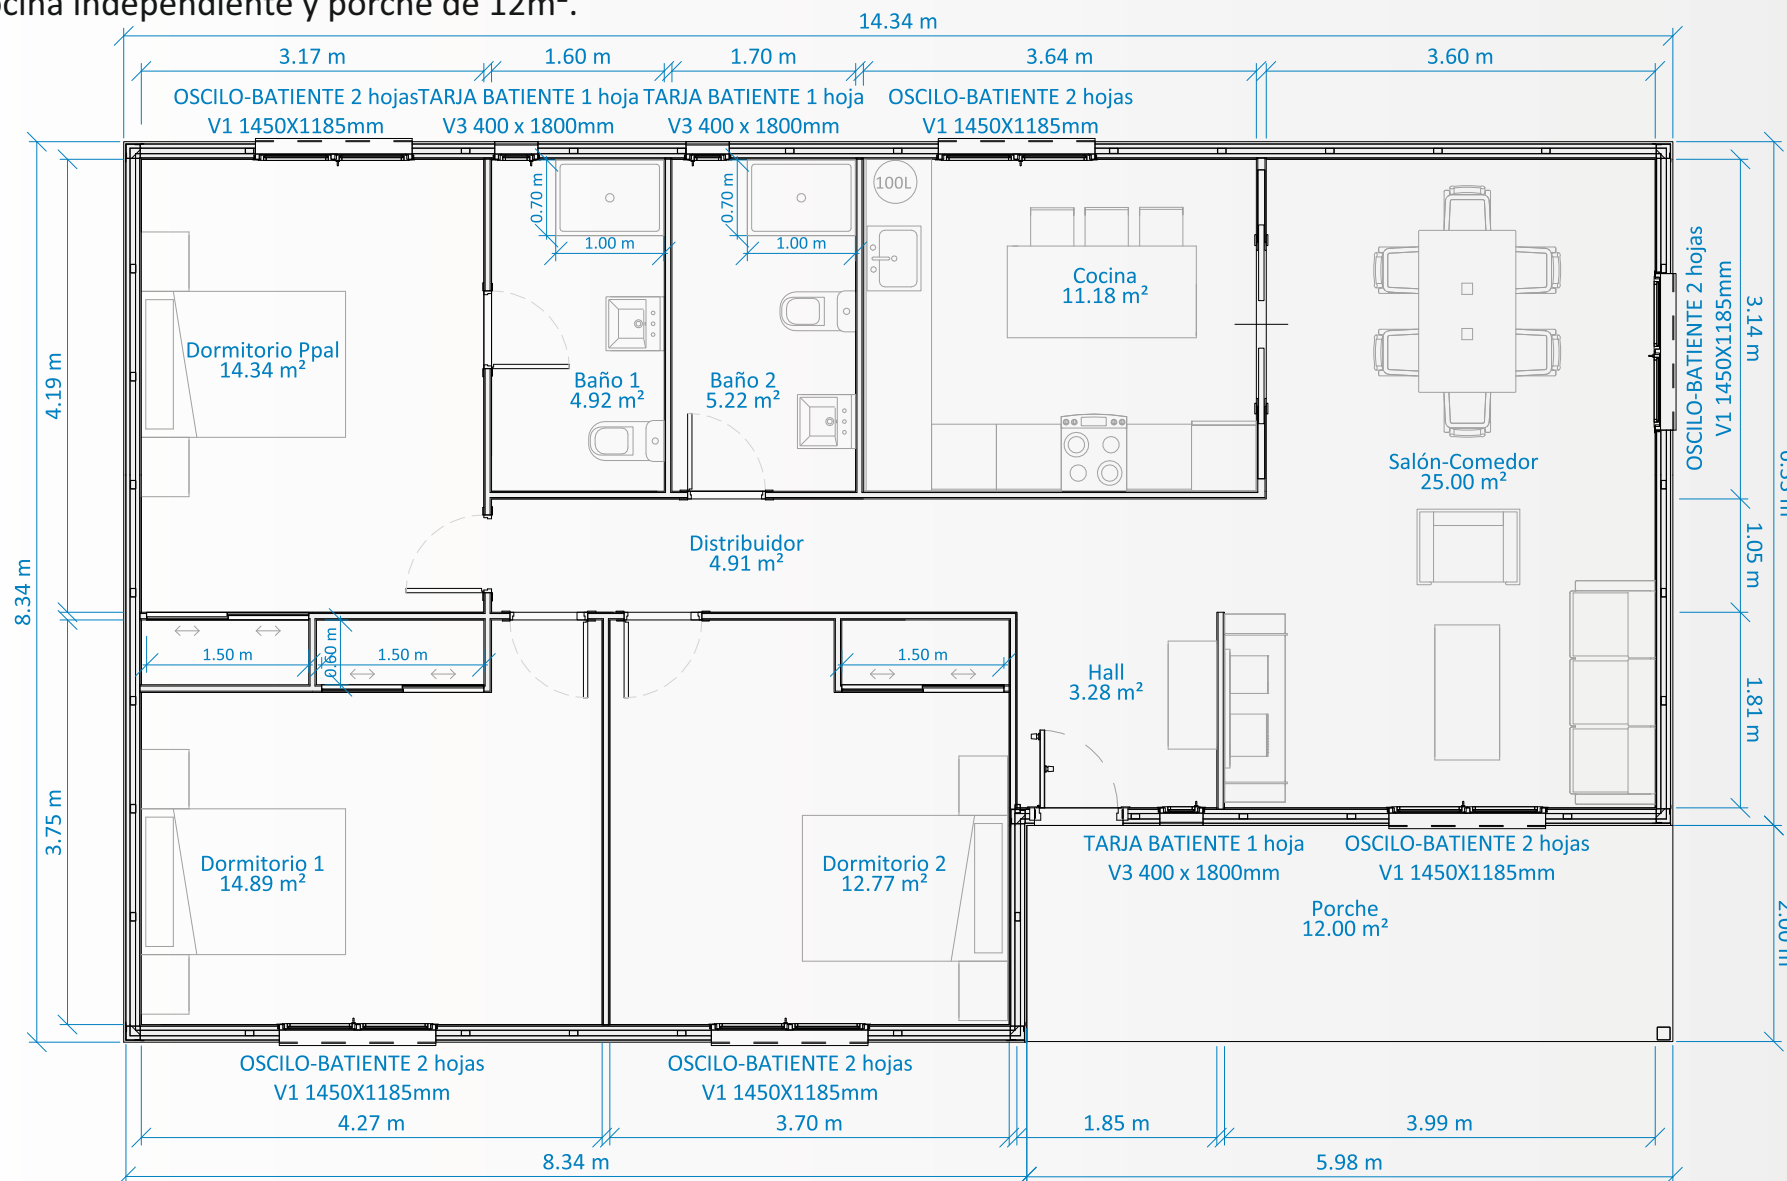 cina independiente y porche de 12m².
14.34 m
3.17 m
1.60 m
1.70 m
3.64 m
3.60 m
OSCILO-BATIENTE 2 hojas
V1 1450X1185mm
TARJA BATIENTE 1 hoja
V3 400 x 1800mm
TARJA BATIENTE 1 hoja
V3 400 x 1800mm
OSCILO-BATIENTE 2 hojas
V1 1450X1185mm
8.34 m
4.19 m
3.75 m
0.70 m
1.00 m
0.70 m
1.00 m
100L
Cocina
11.18 m²
Dormitorio Ppal
14.34 m²
Baño 1
4.92 m²
Baño 2
5.22 m²
Salón-Comedor
25.00 m²
OSCILO-BATIENTE 2 hojas
V1 1450X1185mm
3.14 m
1.05 m
1.81 m
Distribuidor
4.91 m²
1.50 m
0.60 m
1.50 m
1.50 m
Hall
3.28 m²
Dormitorio 1
14.89 m²
Dormitorio 2
12.77 m²
TARJA BATIENTE 1 hoja
V3 400 x 1800mm
OSCILO-BATIENTE 2 hojas
V1 1450X1185mm
Porche
12.00 m²
OSCILO-BATIENTE 2 hojas
V1 1450X1185mm
OSCILO-BATIENTE 2 hojas
V1 1450X1185mm
4.27 m
3.70 m
1.85 m
3.99 m
8.34 m
5.98 m